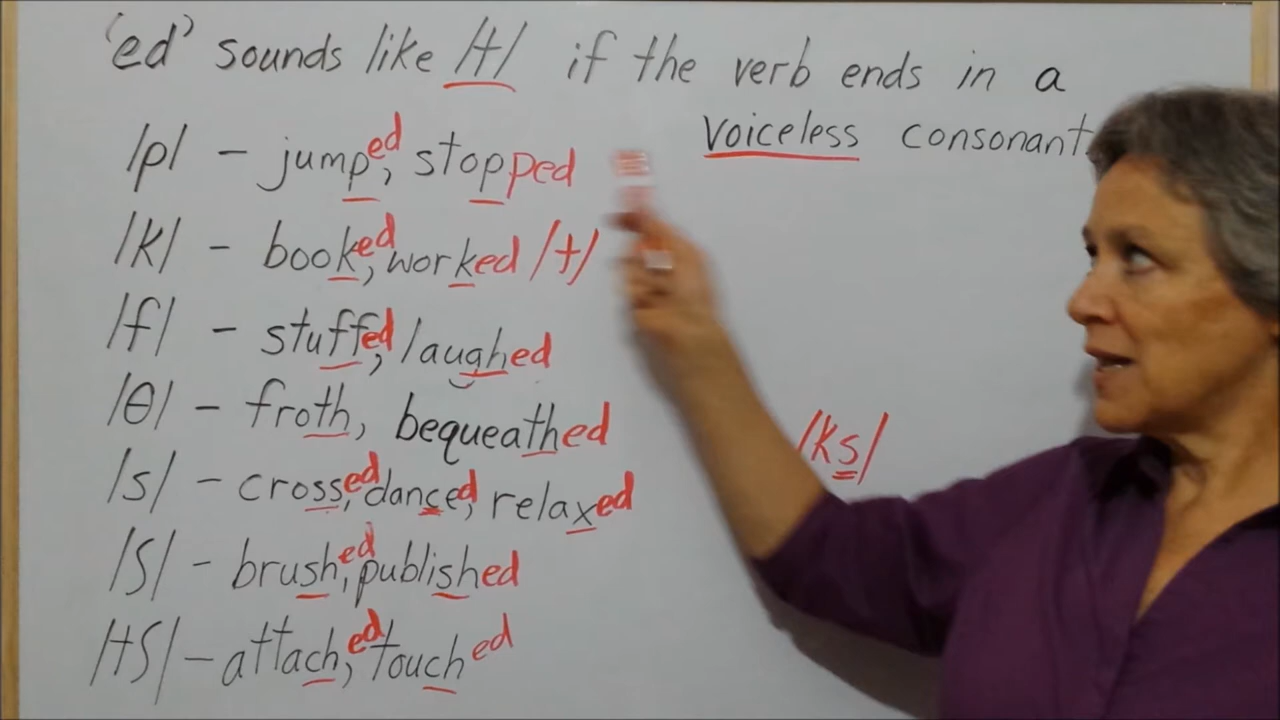 'ed' sounds like /t/ if the verb ends in a
voiceless consonant
/p/ - jumped, stopped
/k/ - booked, worked /t/
/f/ - stuffed, laughed
/θ/ - froth, bequeathed
/ks/
/s/ - crossed, danced, relaxed
/ʃ/ - brushed, published
/tʃ/ - attached, touched